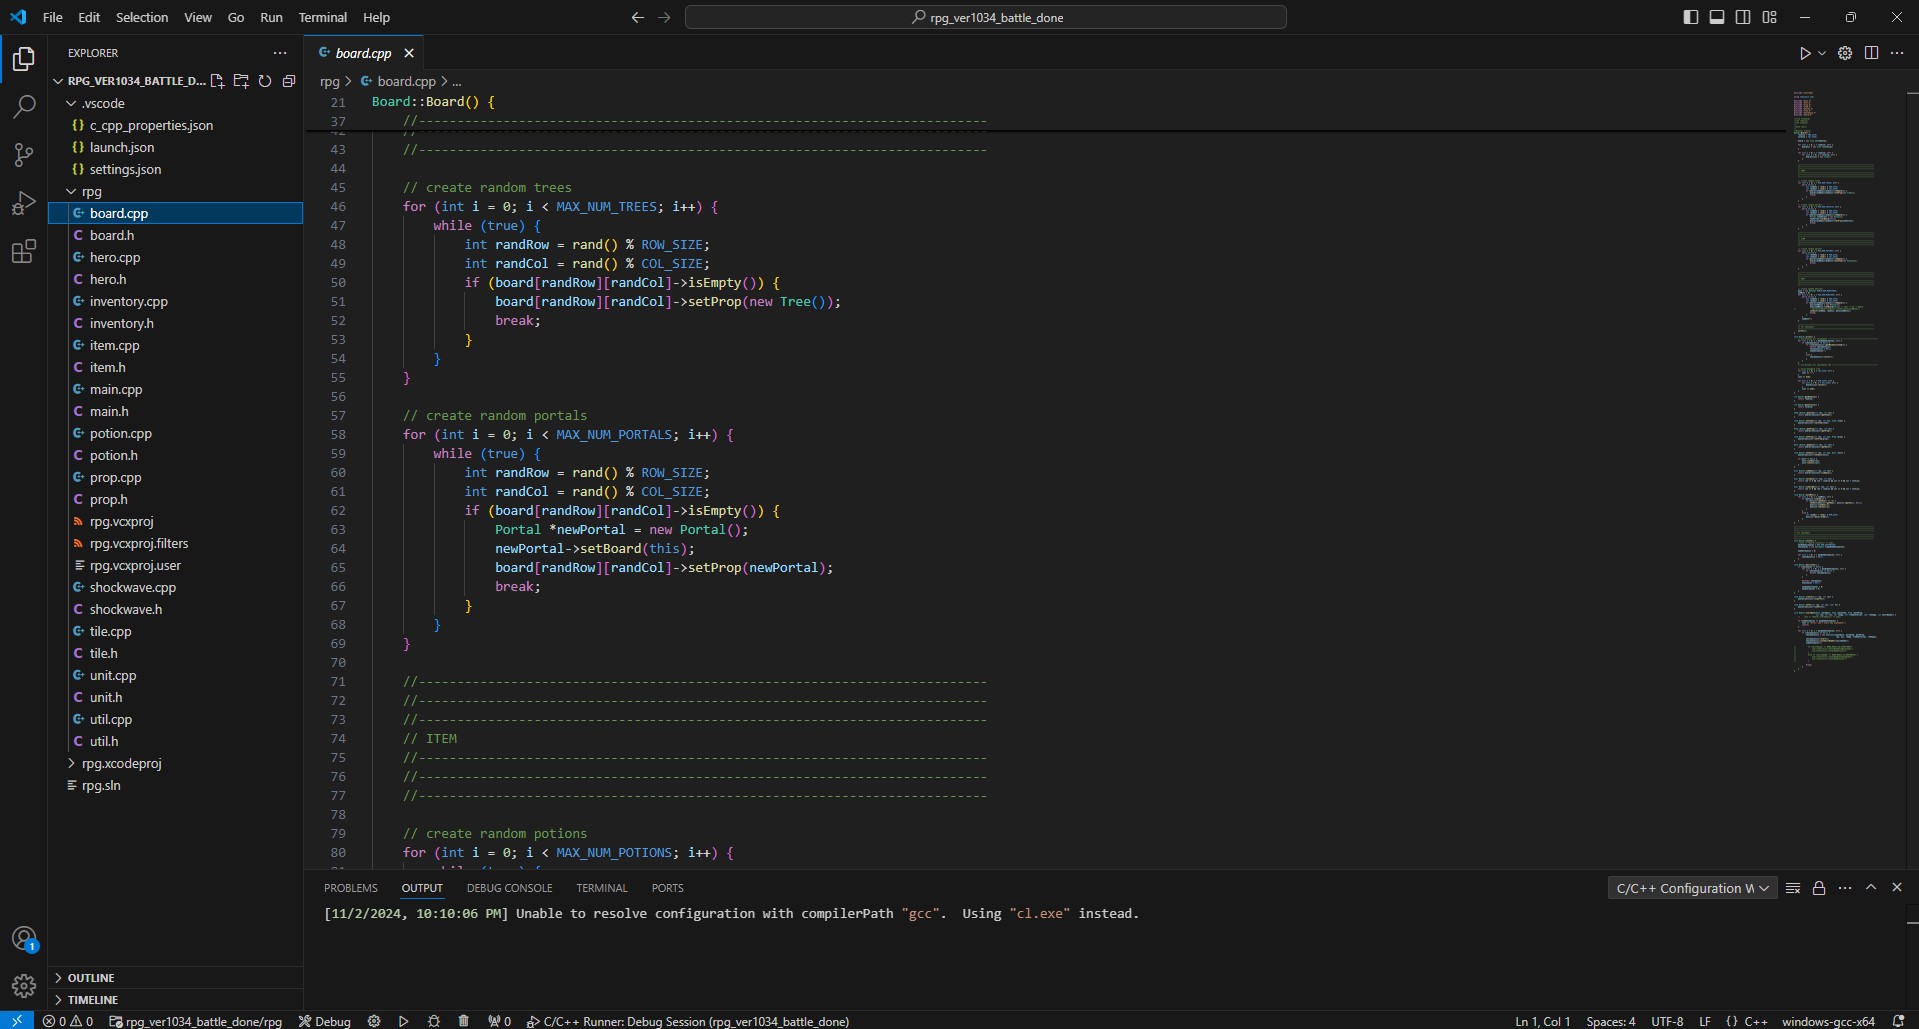 File Edit Selection View Go Run Terminal Help
rpg_ver1034_battle_done
EXPLORER
RPG_VER1034_BATTLE_D...
.vscode
c_cpp_properties.json
launch.json
settings.json
rpg
board.cpp
board.h
hero.cpp
hero.h
inventory.cpp
inventory.h
item.cpp
item.h
main.cpp
main.h
potion.cpp
potion.h
prop.cpp
prop.h
rpg.vcxproj
rpg.vcxproj.filters
rpg.vcxproj.user
shockwave.cpp
shockwave.h
tile.cpp
tile.h
unit.cpp
unit.h
util.cpp
util.h
rpg.xcodeproj
rpg.sln
OUTLINE
TIMELINE
board.cpp
rpg > board.cpp > ...
21 Board::Board() {
37 //---------------------------------------------------------------------------
43 //---------------------------------------------------------------------------
44
45 // create random trees
46 for (int i = 0; i < MAX_NUM_TREES; i++) {
47 while (true) {
48 int randRow = rand() % ROW_SIZE;
49 int randCol = rand() % COL_SIZE;
50 if (board[randRow][randCol]->isEmpty()) {
51 board[randRow][randCol]->setProp(new Tree());
52 break;
53 }
54 }
55 }
56
57 // create random portals
58 for (int i = 0; i < MAX_NUM_PORTALS; i++) {
59 while (true) {
60 int randRow = rand() % ROW_SIZE;
61 int randCol = rand() % COL_SIZE;
62 if (board[randRow][randCol]->isEmpty()) {
63 Portal *newPortal = new Portal();
64 newPortal->setBoard(this);
65 board[randRow][randCol]->setProp(newPortal);
66 break;
67 }
68 }
69 }
70
71 //---------------------------------------------------------------------------
72 //---------------------------------------------------------------------------
73 //---------------------------------------------------------------------------
74 // ITEM
75 //---------------------------------------------------------------------------
76 //---------------------------------------------------------------------------
77 //---------------------------------------------------------------------------
78
79 // create random potions
80 for (int i = 0; i < MAX_NUM_POTIONS; i++) {
PROBLEMS OUTPUT DEBUG CONSOLE TERMINAL PORTS
C/C++ Configuration W
[11/2/2024, 10:10:06 PM] Unable to resolve configuration with compilerPath "gcc". Using "cl.exe" instead.
1
0 0 rpg_ver1034_battle_done/rpg Debug 0 C/C++ Runner: Debug Session (rpg_ver1034_battle_done) Ln 1, Col 1 Spaces: 4 UTF-8 LF {} C++ windows-gcc-x64